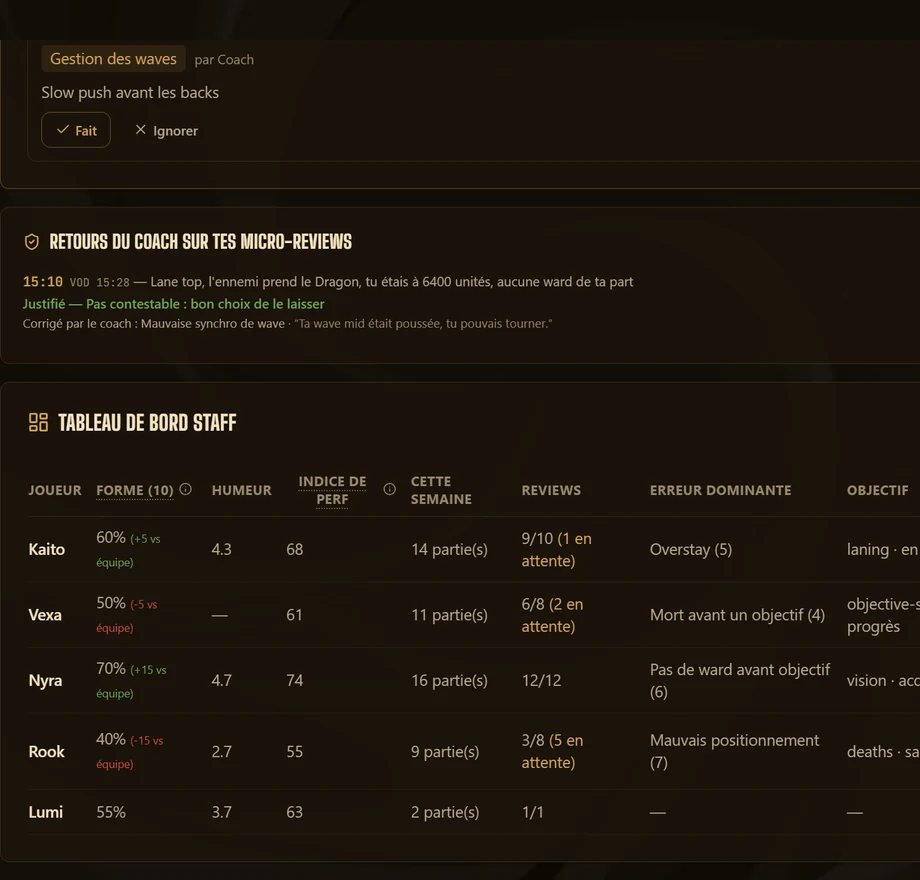 Gestion des waves par Coach
Slow push avant les backs
Fait Ignorer
RETOURS DU COACH SUR TES MICRO-REVIEWS
15:10 VOD 15:28 — Lane top, l'ennemi prend le Dragon, tu étais à 6400 unités, aucune ward de ta part
Justifié — Pas contestable : bon choix de le laisser
Corrigé par le coach : Mauvaise synchro de wave · "Ta wave mid était poussée, tu pouvais tourner."
TABLEAU DE BORD STAFF
JOUEUR FORME (10) HUMEUR INDICE DE PERF CETTE SEMAINE REVIEWS ERREUR DOMINANTE OBJECTIF
Kaito 60% (+5 vs équipe) 4.3 68 14 partie(s) 9/10 (1 en attente) Overstay (5) laning · en
Vexa 50% (-5 vs équipe) — 61 11 partie(s) 6/8 (2 en attente) Mort avant un objectif (4) objective-s progrès
Nyra 70% (+15 vs équipe) 4.7 74 16 partie(s) 12/12 Pas de ward avant objectif (6) vision · acc
Rook 40% (-15 vs équipe) 2.7 55 9 partie(s) 3/8 (5 en attente) Mauvais positionnement (7) deaths · sa
Lumi 55% 3.7 63 2 partie(s) 1/1 — —